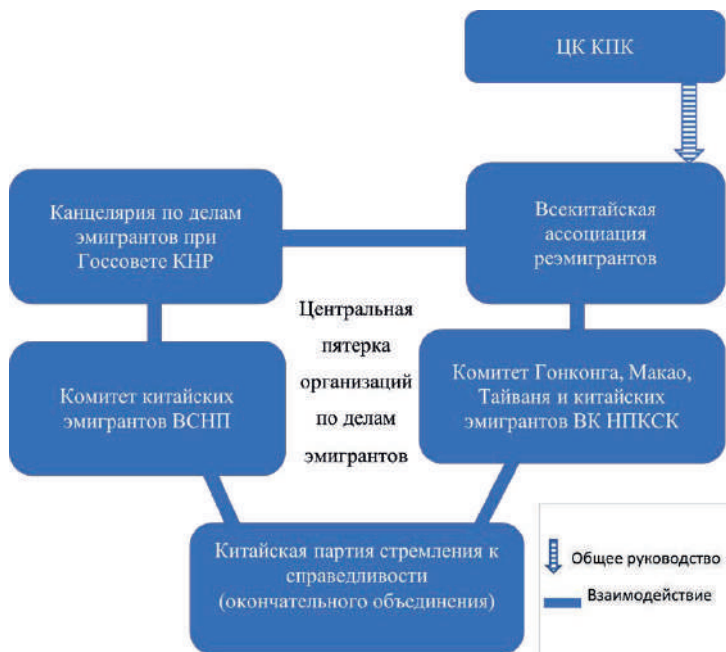 ЦК КПК
Канцелярия по делам
эмигрантов при
Госсовете КНР
Всекитайская
ассоциация
реэмигрантов
Центральная
пятерка
организаций
по делам
эмигрантов
Комитет китайских
эмигрантов ВСНП
Комитет Гонконга, Макао,
Тайваня и китайских
эмигрантов ВК НПКСК
Китайская партия стремления к
справедливости
(окончательного объединения)
Общее руководство
Взаимодействие